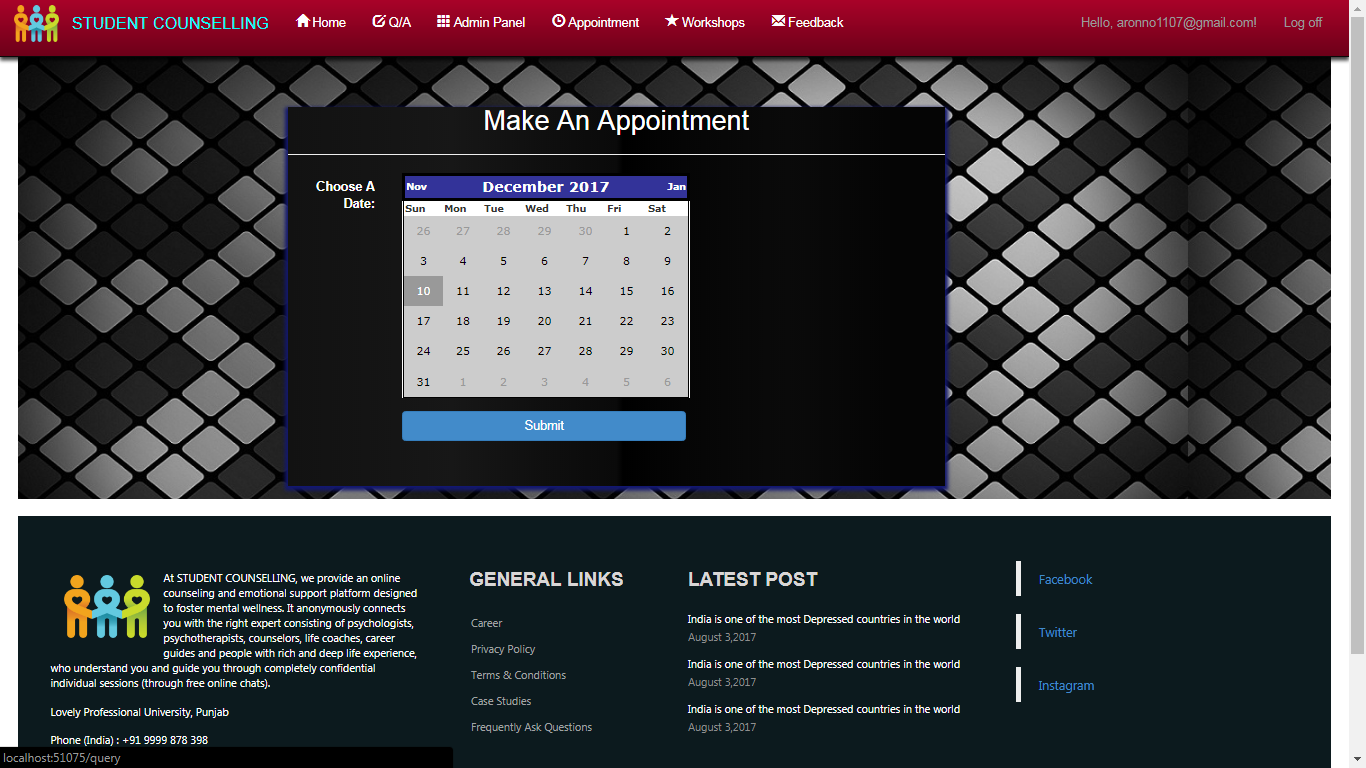 STUDENT COUNSELLING Home Q/A Admin Panel Appointment Workshops Feedback Hello, aronno1107@gmail.com! Log off
Make An Appointment
Choose A
Date:
Nov December 2017 Jan
Sun Mon Tue Wed Thu Fri Sat
26 27 28 29 30 1 2
3 4 5 6 7 8 9
10 11 12 13 14 15 16
17 18 19 20 21 22 23
24 25 26 27 28 29 30
31 1 2 3 4 5 6
Submit
At STUDENT COUNSELLING, we provide an online
counseling and emotional support platform designed
to foster mental wellness. It anonymously connects
you with the right expert consisting of psychologists,
psychotherapists, counselors, life coaches, career
guides and people with rich and deep life experience,
who understand you and guide you through completely confidential
individual sessions (through free online chats).
Lovely Professional University, Punjab
Phone (India) : +91 9999 878 398
GENERAL LINKS
Career
Privacy Policy
Terms & Conditions
Case Studies
Frequently Ask Questions
LATEST POST
India is one of the most Depressed countries in the world
August 3,2017
India is one of the most Depressed countries in the world
August 3,2017
India is one of the most Depressed countries in the world
August 3,2017
Facebook
Twitter
Instagram
localhost:51075/query